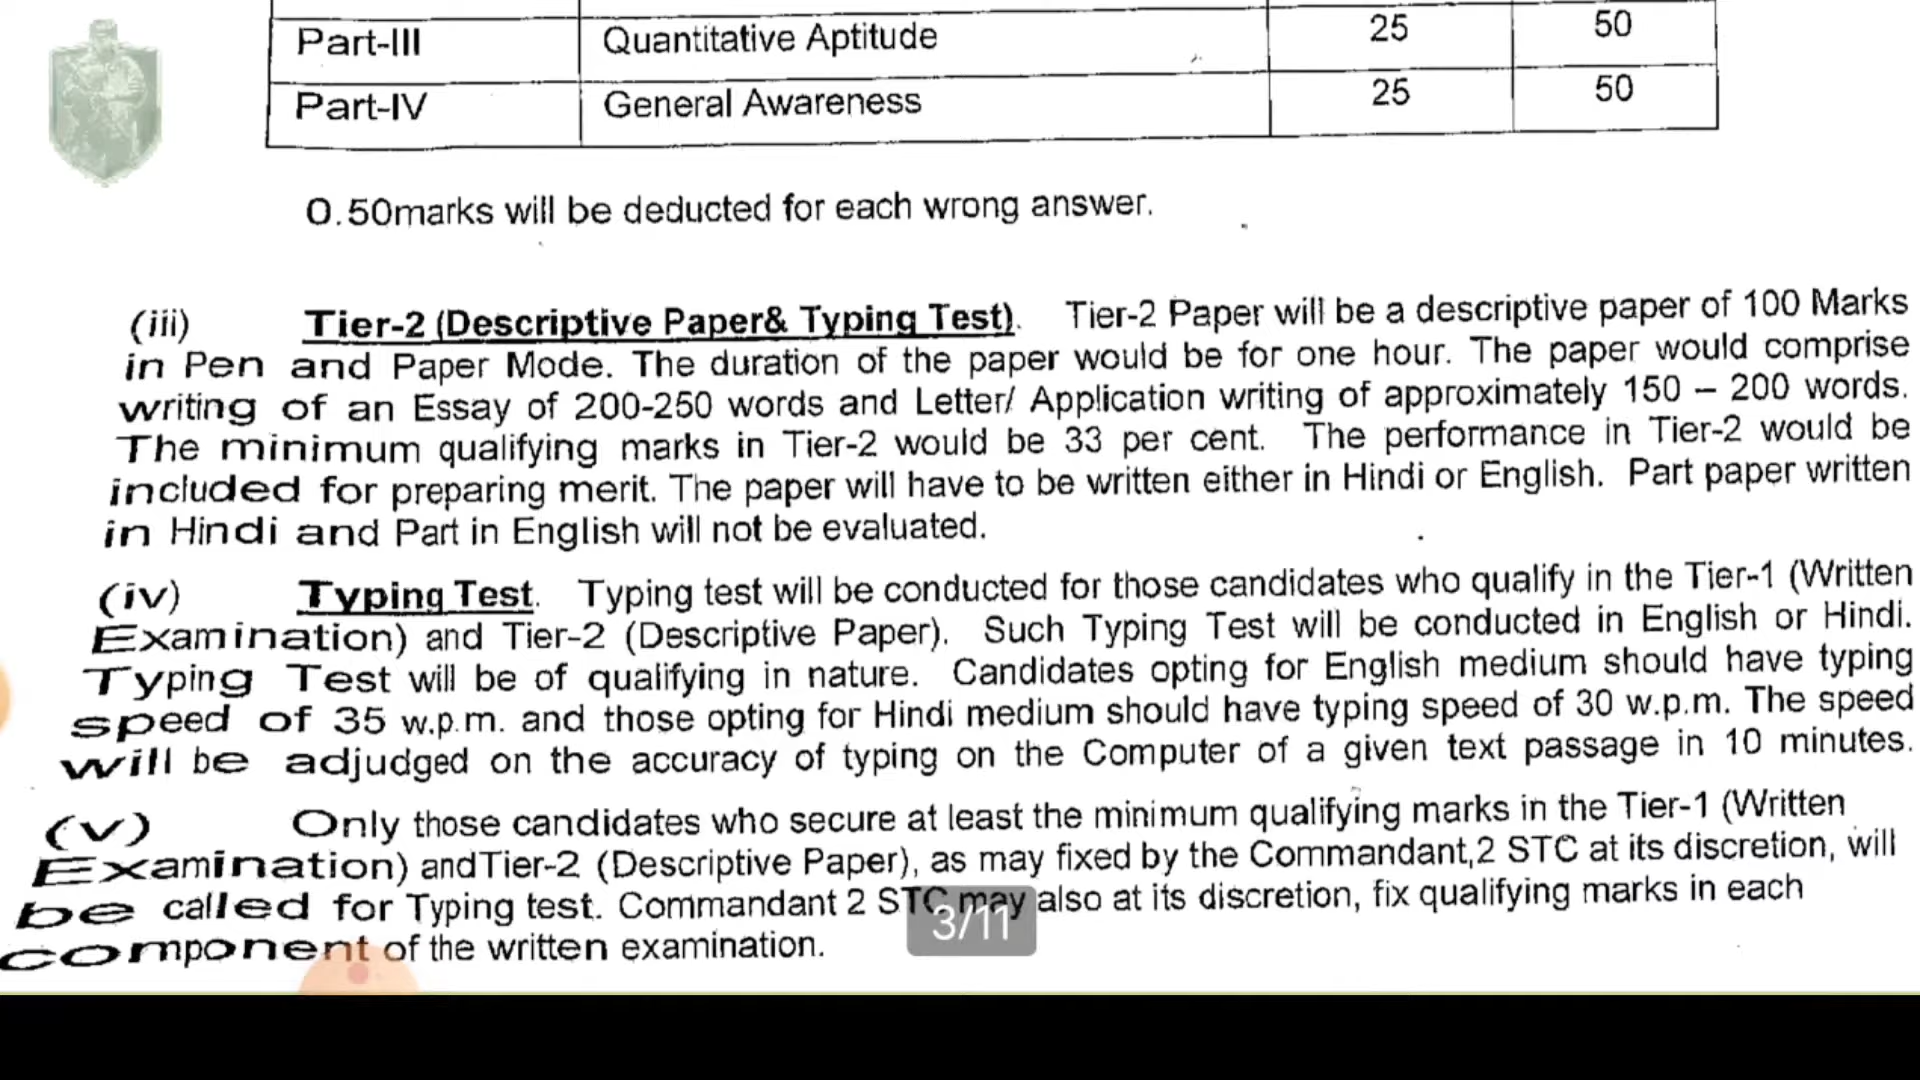 Part-III Quantitative Aptitude 25 50
Part-IV General Awareness 25 50
0.50marks will be deducted for each wrong answer.
(iii) Tier-2 (Descriptive Paper& Typing Test). Tier-2 Paper will be a descriptive paper of 100 Marks
in Pen and Paper Mode. The duration of the paper would be for one hour. The paper would comprise
writing of an Essay of 200-250 words and Letter/ Application writing of approximately 150 – 200 words.
The minimum qualifying marks in Tier-2 would be 33 per cent. The performance in Tier-2 would be
included for preparing merit. The paper will have to be written either in Hindi or English. Part paper written
in Hindi and Part in English will not be evaluated.
(iv) Typing Test. Typing test will be conducted for those candidates who qualify in the Tier-1 (Written
Examination) and Tier-2 (Descriptive Paper). Such Typing Test will be conducted in English or Hindi.
Typing Test will be of qualifying in nature. Candidates opting for English medium should have typing
speed of 35 w.p.m. and those opting for Hindi medium should have typing speed of 30 w.p.m. The speed
will be adjudged on the accuracy of typing on the Computer of a given text passage in 10 minutes.
(v) Only those candidates who secure at least the minimum qualifying marks in the Tier-1 (Written
Examination) andTier-2 (Descriptive Paper), as may fixed by the Commandant,2 STC at its discretion, will
be called for Typing test. Commandant 2 STC may also at its discretion, fix qualifying marks in each
component of the written examination.
3/11